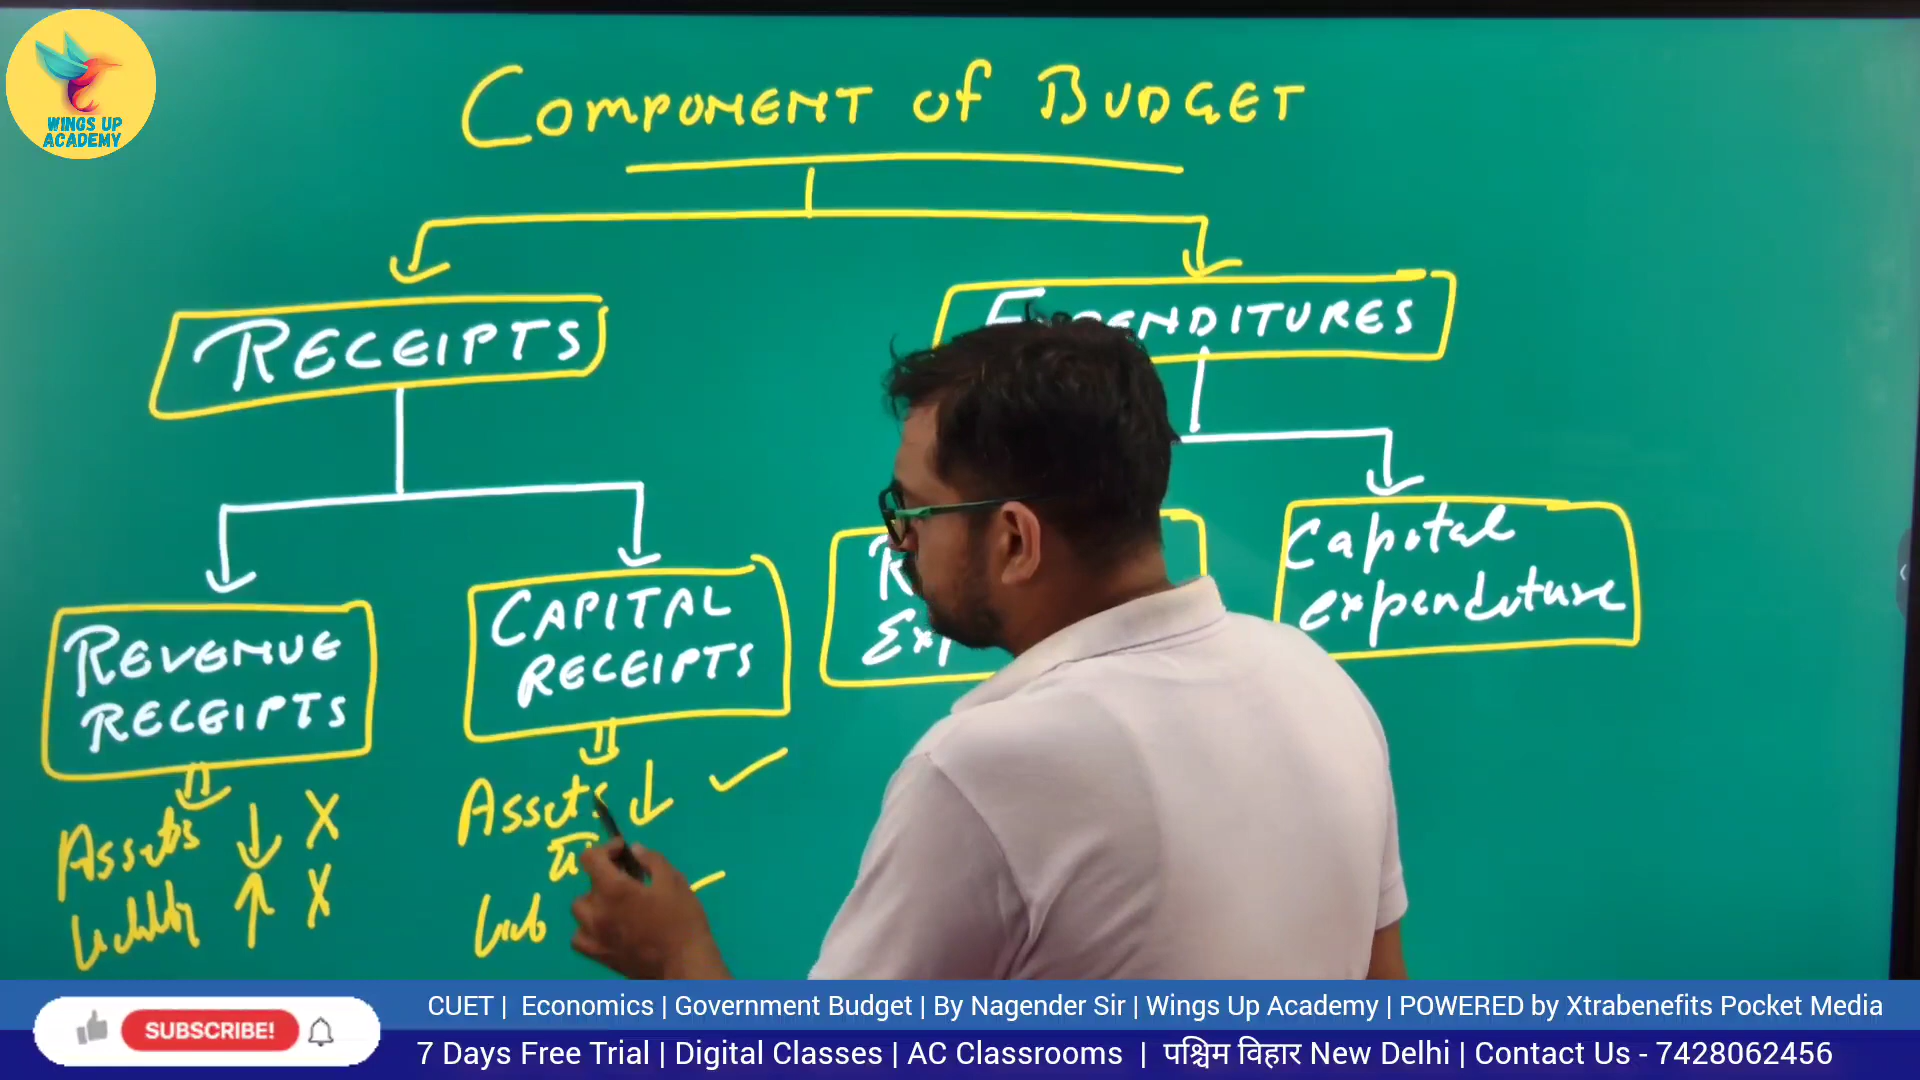 WINGS UP
ACADEMY
COMPONENT of BUDGET
RECEIPTS
EXPENDITURES
REVENUE
RECEIPTS
CAPITAL
RECEIPTS
Capital
expenditure
Assets ↓ X
↑ X
Assets ↓ ✓
SUBSCRIBE!
CUET | Economics | Government Budget | By Nagender Sir | Wings Up Academy | POWERED by Xtrabenefits Pocket Media
7 Days Free Trial | Digital Classes | AC Classrooms | पश्चिम विहार New Delhi | Contact Us - 7428062456